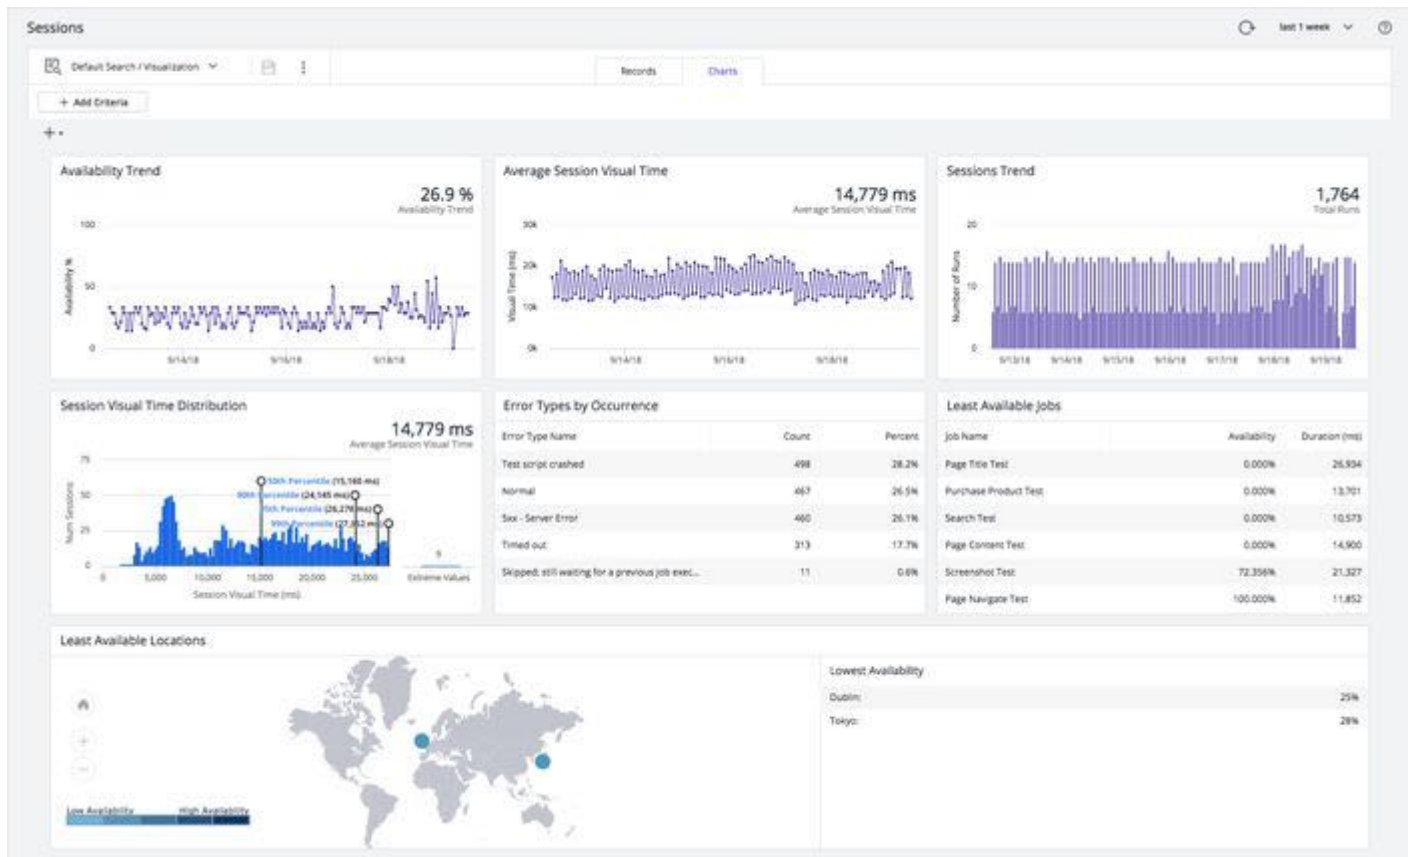 Sessions
last 1 week
Default Search / Visualization
Records
Charts
+ Add Criteria
Availability Trend
26.9 %
Availability Trend
100
50
0
Availability %
9/14/18 9/16/18 9/18/18
Average Session Visual Time
14,779 ms
Average Session Visual Time
30k
20k
10k
0k
Visual Time (ms)
9/14/18 9/16/18 9/18/18
Sessions Trend
1,764
Total Runs
20
10
0
Number of Runs
9/13/18 9/14/18 9/15/18 9/16/18 9/17/18 9/18/18 9/19/18
Session Visual Time Distribution
14,779 ms
Average Session Visual Time
75
50
25
0
Num Sessions
50th Percentile (15,160 ms)
90th Percentile (24,145 ms)
Percentile (26,278 ms)
99th Percentile
0
0 5,000 10,000 15,000 20,000 25,000 Extreme Values
Session Visual Time (ms)
Error Types by Occurrence
Error Type Name Count Percent
Test script crashed 498 28.2%
Normal 467 26.5%
5xx - Server Error 460 26.1%
Timed out 313 17.7%
Skipped: still waiting for a previous job exec... 11 0.6%
Least Available Jobs
Job Name Availability Duration (ms)
Page Title Test 0.000% 26,934
Purchase Product Test 0.000% 13,701
Search Test 0.000% 10,573
Page Content Test 0.000% 14,900
Screenshot Test 72.356% 21,327
Page Navigate Test 100.000% 11,852
Least Available Locations
Low Availability High Availability
Lowest Availability
Dublin: 25%
Tokyo: 28%